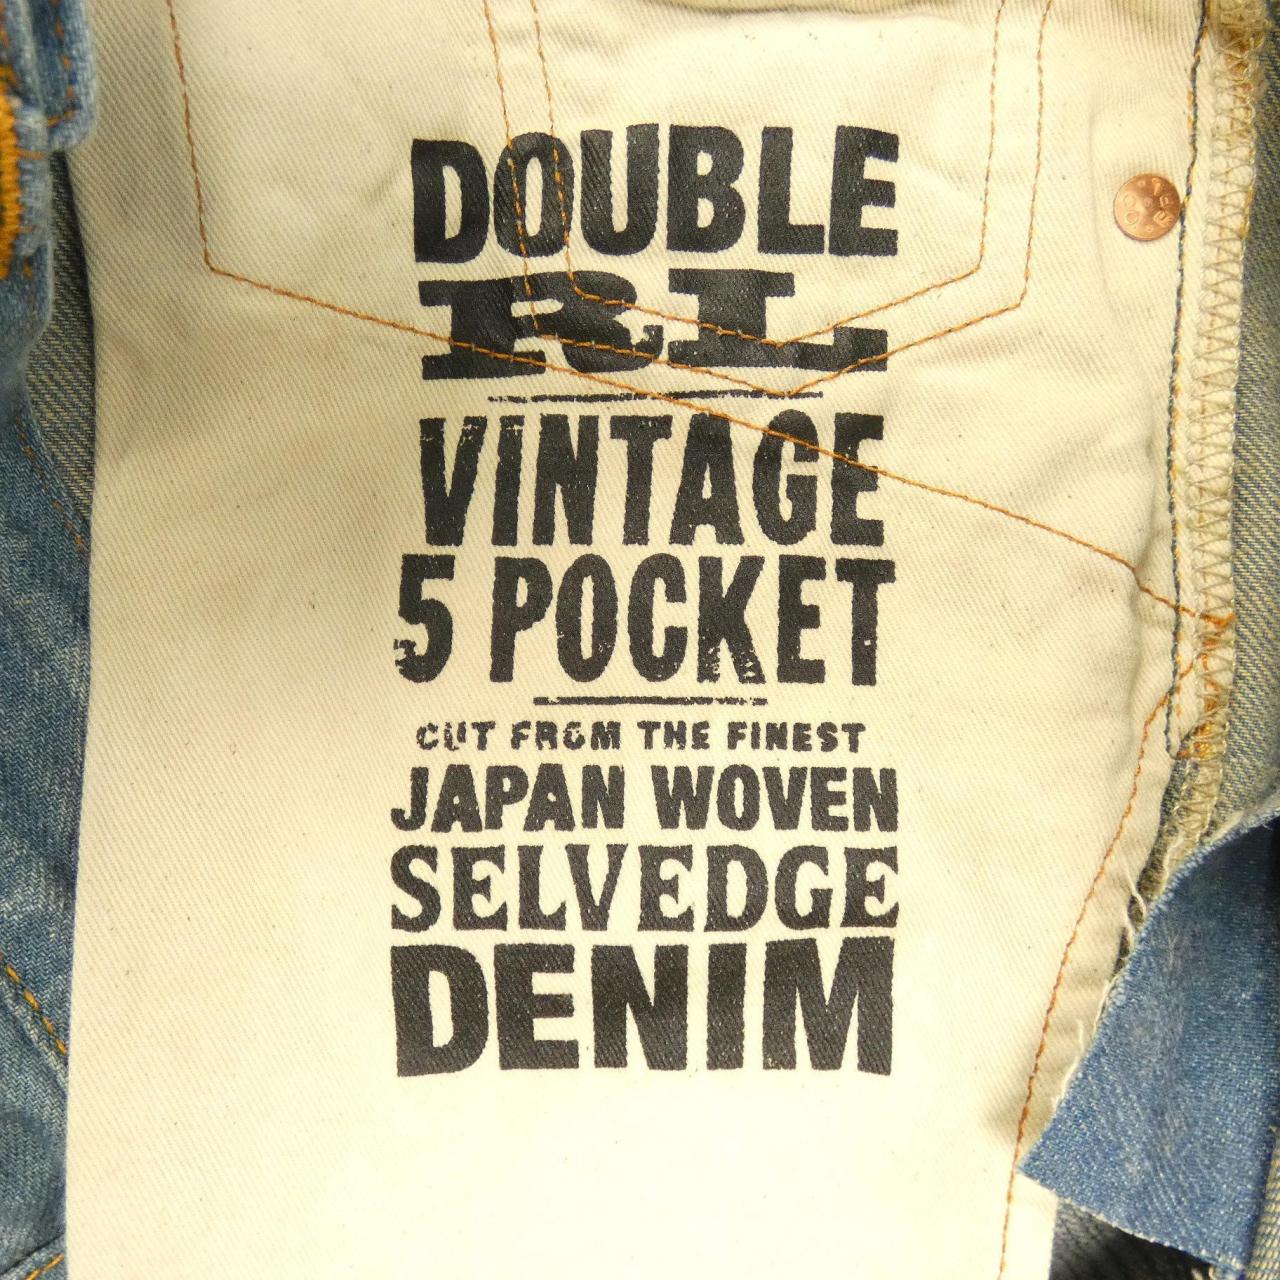 DOUBLE
RL
VINTAGE
5 POCKET
CUT FROM THE FINEST
JAPAN WOVEN
SELVEDGE
DENIM